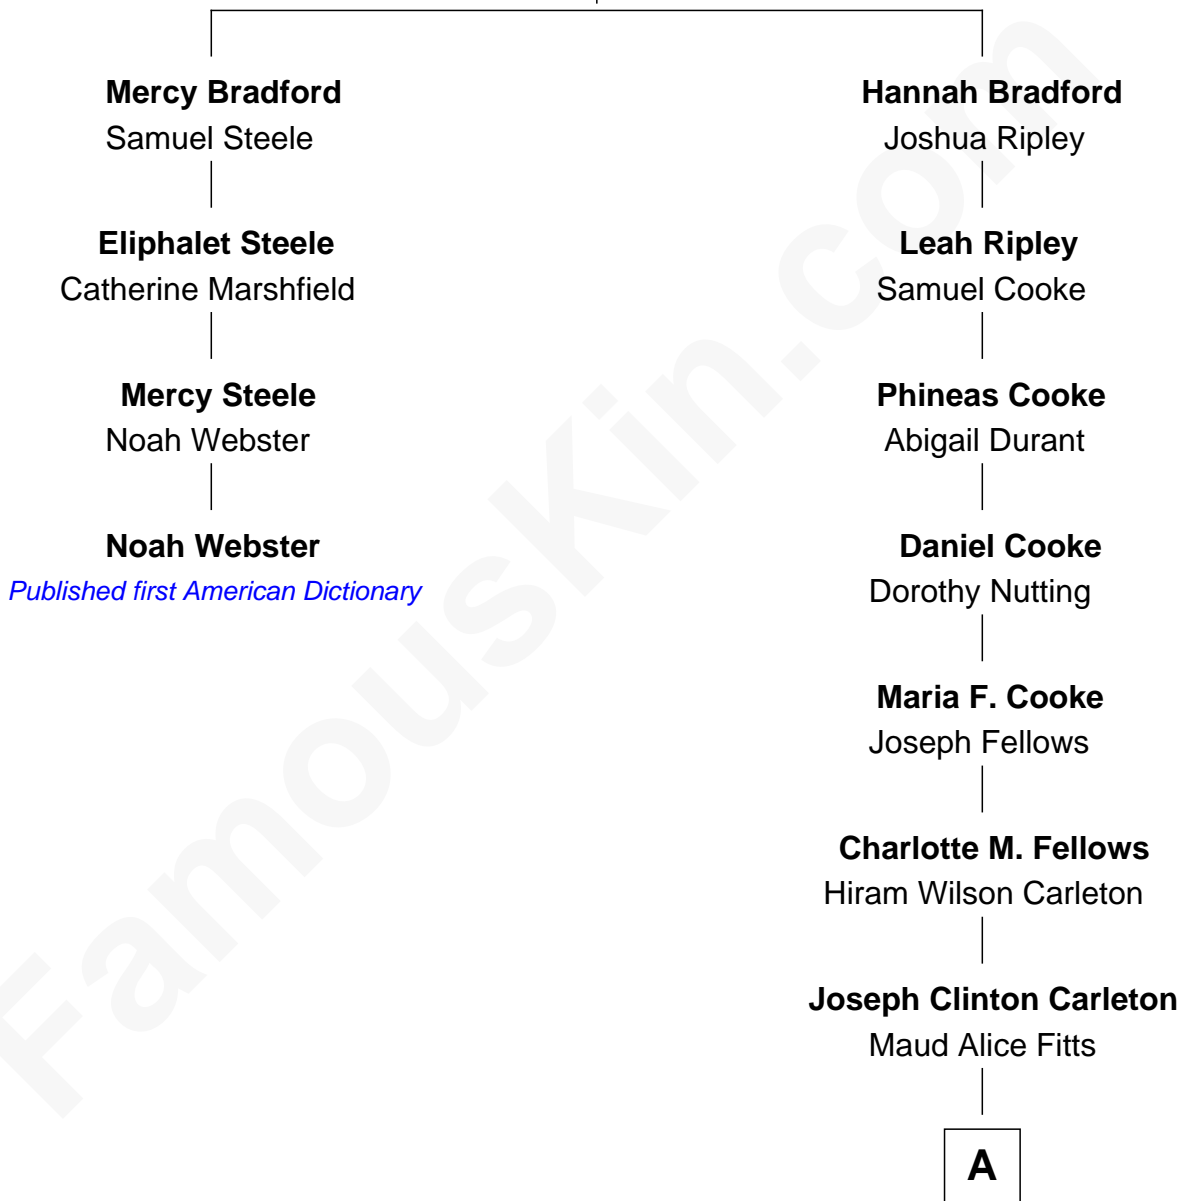 Mercy Bradford
Samuel Steele
Hannah Bradford
Joshua Ripley
Eliphalet Steele
Catherine Marshfield
Leah Ripley
Samuel Cooke
Mercy Steele
Noah Webster
Phineas Cooke
Abigail Durant
Noah Webster
Published first American Dictionary
Daniel Cooke
Dorothy Nutting
Maria F. Cooke
Joseph Fellows
Charlotte M. Fellows
Hiram Wilson Carleton
Joseph Clinton Carleton
Maud Alice Fitts
A
FamousKin.com